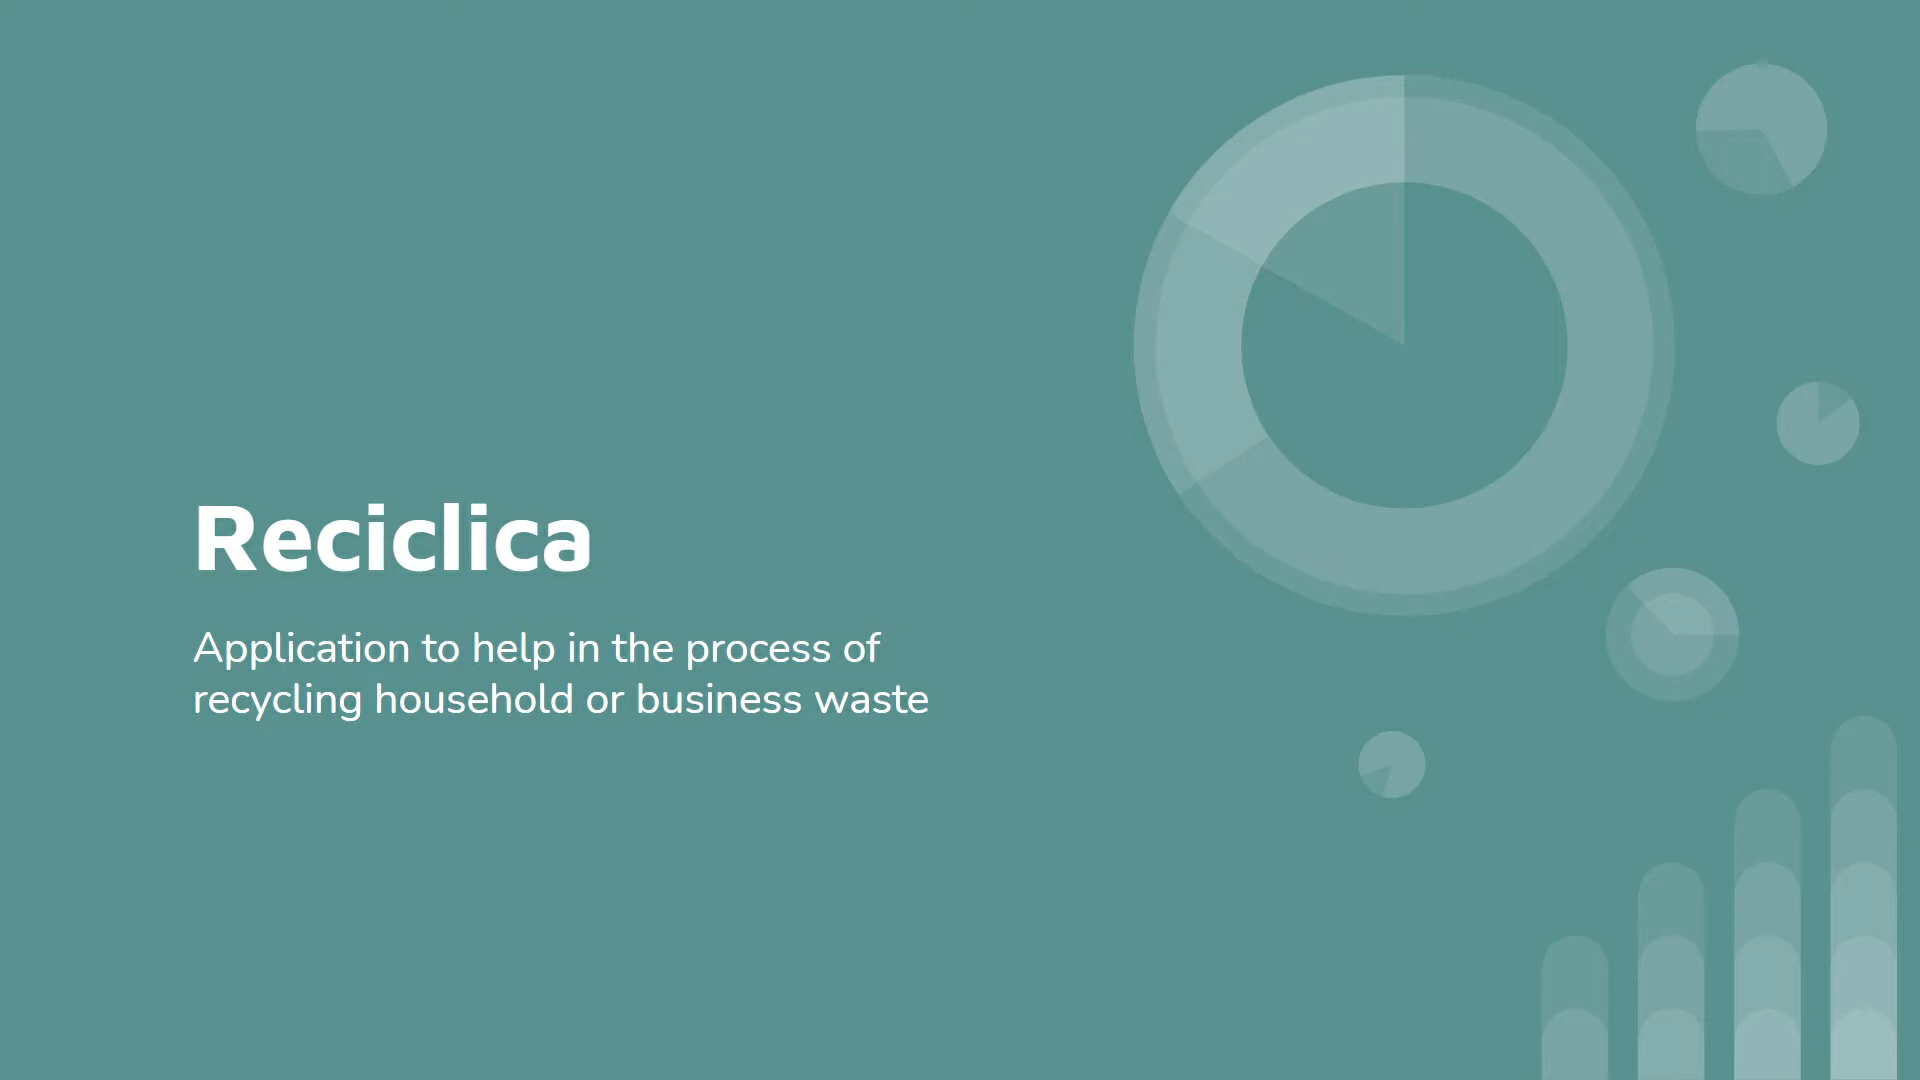 Reciclica
Application to help in the process of
recycling household or business waste